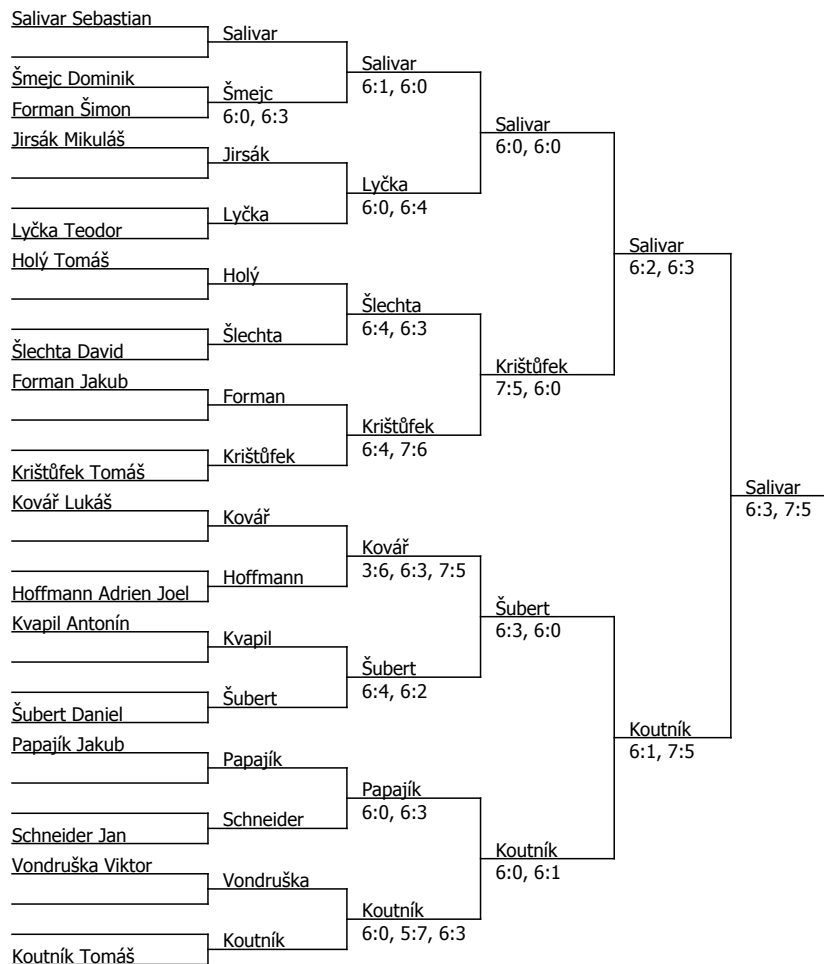 Salivar Sebastian
Šmejc Dominik
Forman Šimon
Jirsák Mikuláš
Lyčka Teodor
Holý Tomáš
Šlechta David
Forman Jakub
Krištůfek Tomáš
Kovář Lukáš
Hoffmann Adrien Joel
Kvapil Antonín
Šubert Daniel
Papajík Jakub
Schneider Jan
Vondruška Viktor
Koutník Tomáš
Salivar
Šmejc
6:0, 6:3
Jirsák
Lyčka
Holý
Šlechta
Forman
Krištůfek
Kovář
Hoffmann
Kvapil
Šubert
Papajík
Schneider
Vondruška
Koutník
Salivar
6:1, 6:0
Lyčka
6:0, 6:4
Šlechta
6:4, 6:3
Krištůfek
6:4, 7:6
Kovář
3:6, 6:3, 7:5
Šubert
6:4, 6:2
Papajík
6:0, 6:3
Koutník
6:0, 5:7, 6:3
Salivar
6:0, 6:0
Krištůfek
7:5, 6:0
Šubert
6:3, 6:0
Koutník
6:0, 6:1
Salivar
6:2, 6:3
Koutník
6:1, 7:5
Salivar
6:3, 7:5